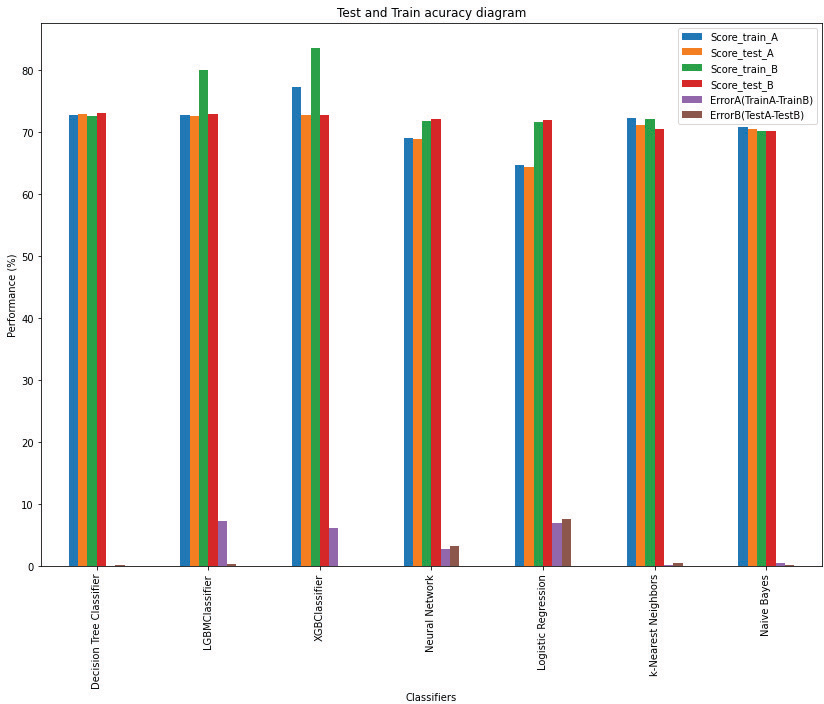 Test and Train acuracy diagram
Score_train_A
Score_test_A
Score_train_B
Score_test_B
ErrorA(TrainA-TrainB)
ErrorB(TestA-TestB)
Performance (%)
80
70
60
50
40
30
20
10
0
Decision Tree Classifier
LGBMClassifier
XGBClassifier
Neural Network
Logistic Regression
k-Nearest Neighbors
Naive Bayes
Classifiers